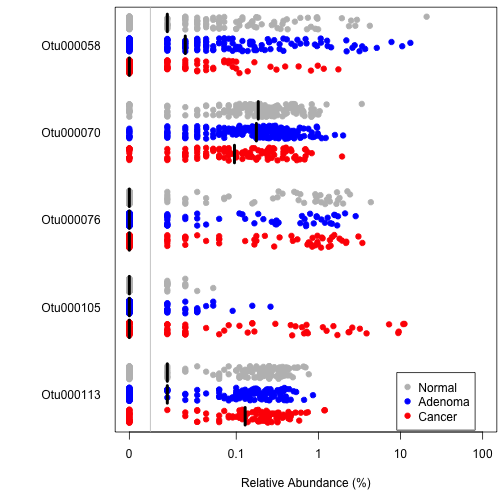 Otu000058
Otu000070
Otu000076
Otu000105
Otu000113
Normal
Adenoma
Cancer
0 0.1 1 10 100
Relative Abundance (%)